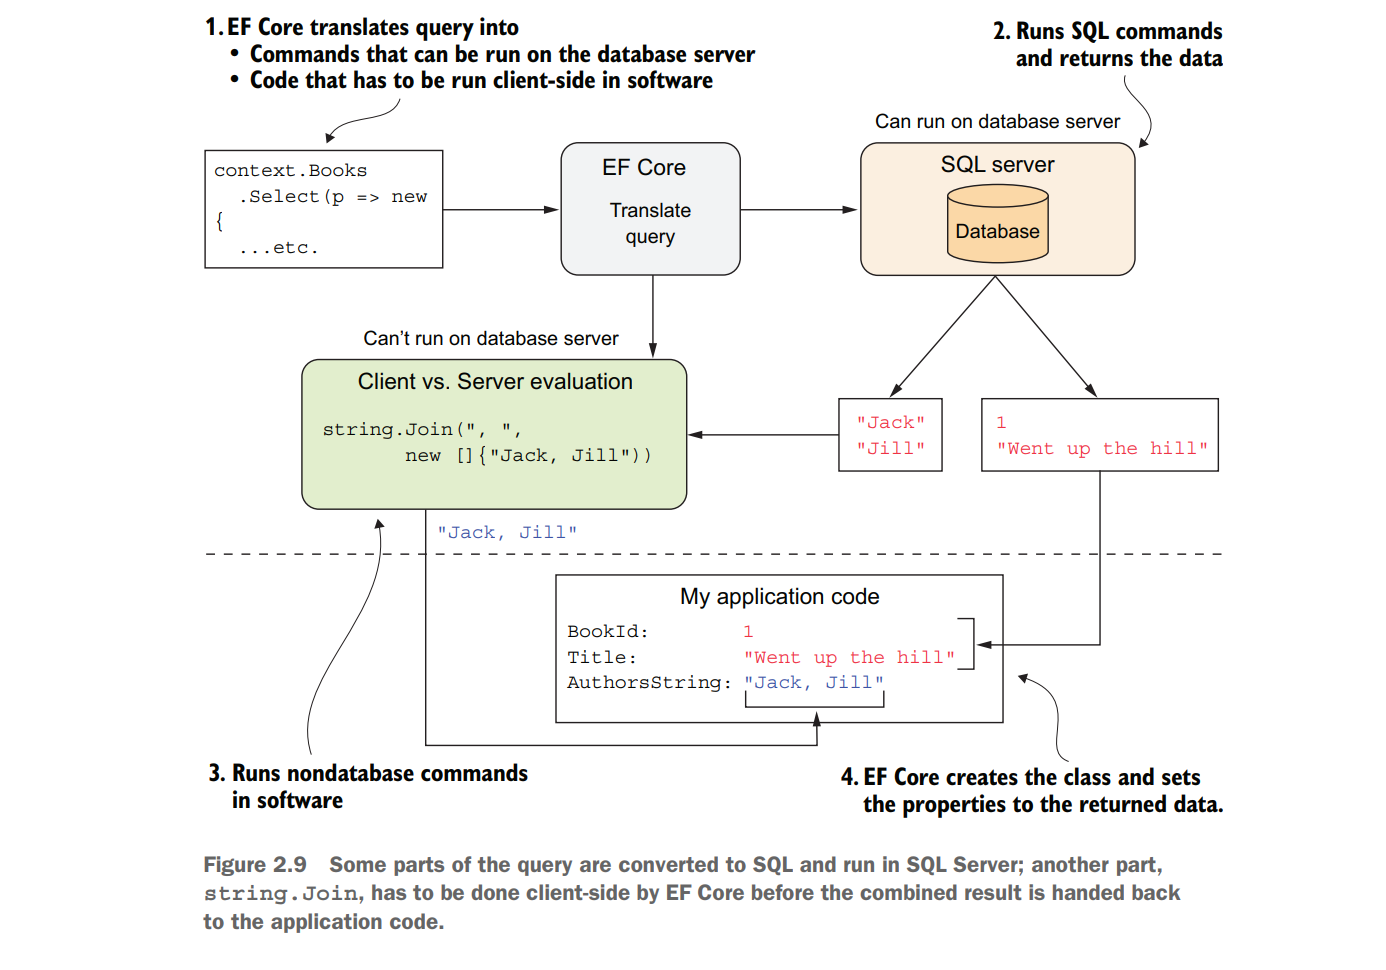 1. EF Core translates query into
• Commands that can be run on the database server
• Code that has to be run client-side in software
2. Runs SQL commands
and returns the data
Can run on database server
context.Books
.Select(p => new
{
...etc.
EF Core
Translate
query
SQL server
Database
Can't run on database server
Client vs. Server evaluation
string.Join(", ",
new []{"Jack, Jill"))
"Jack"
"Jill"
1
"Went up the hill"
"Jack, Jill"
My application code
BookId: 1
Title: "Went up the hill"
AuthorsString: "Jack, Jill"
3. Runs nondatabase commands
in software
4. EF Core creates the class and sets
the properties to the returned data.
Figure 2.9 Some parts of the query are converted to SQL and run in SQL Server; another part,
string.Join, has to be done client-side by EF Core before the combined result is handed back
to the application code.